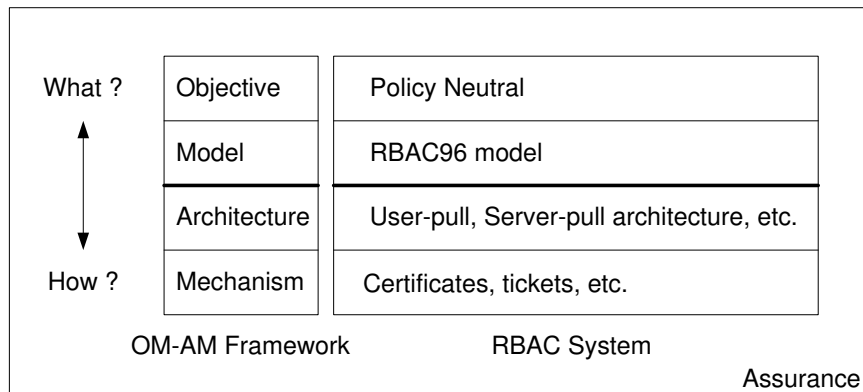 What ?
Objective
Policy Neutral
Model
RBAC96 model
Architecture
User-pull, Server-pull architecture, etc.
How ?
Mechanism
Certificates, tickets, etc.
OM-AM Framework
RBAC System
Assurance